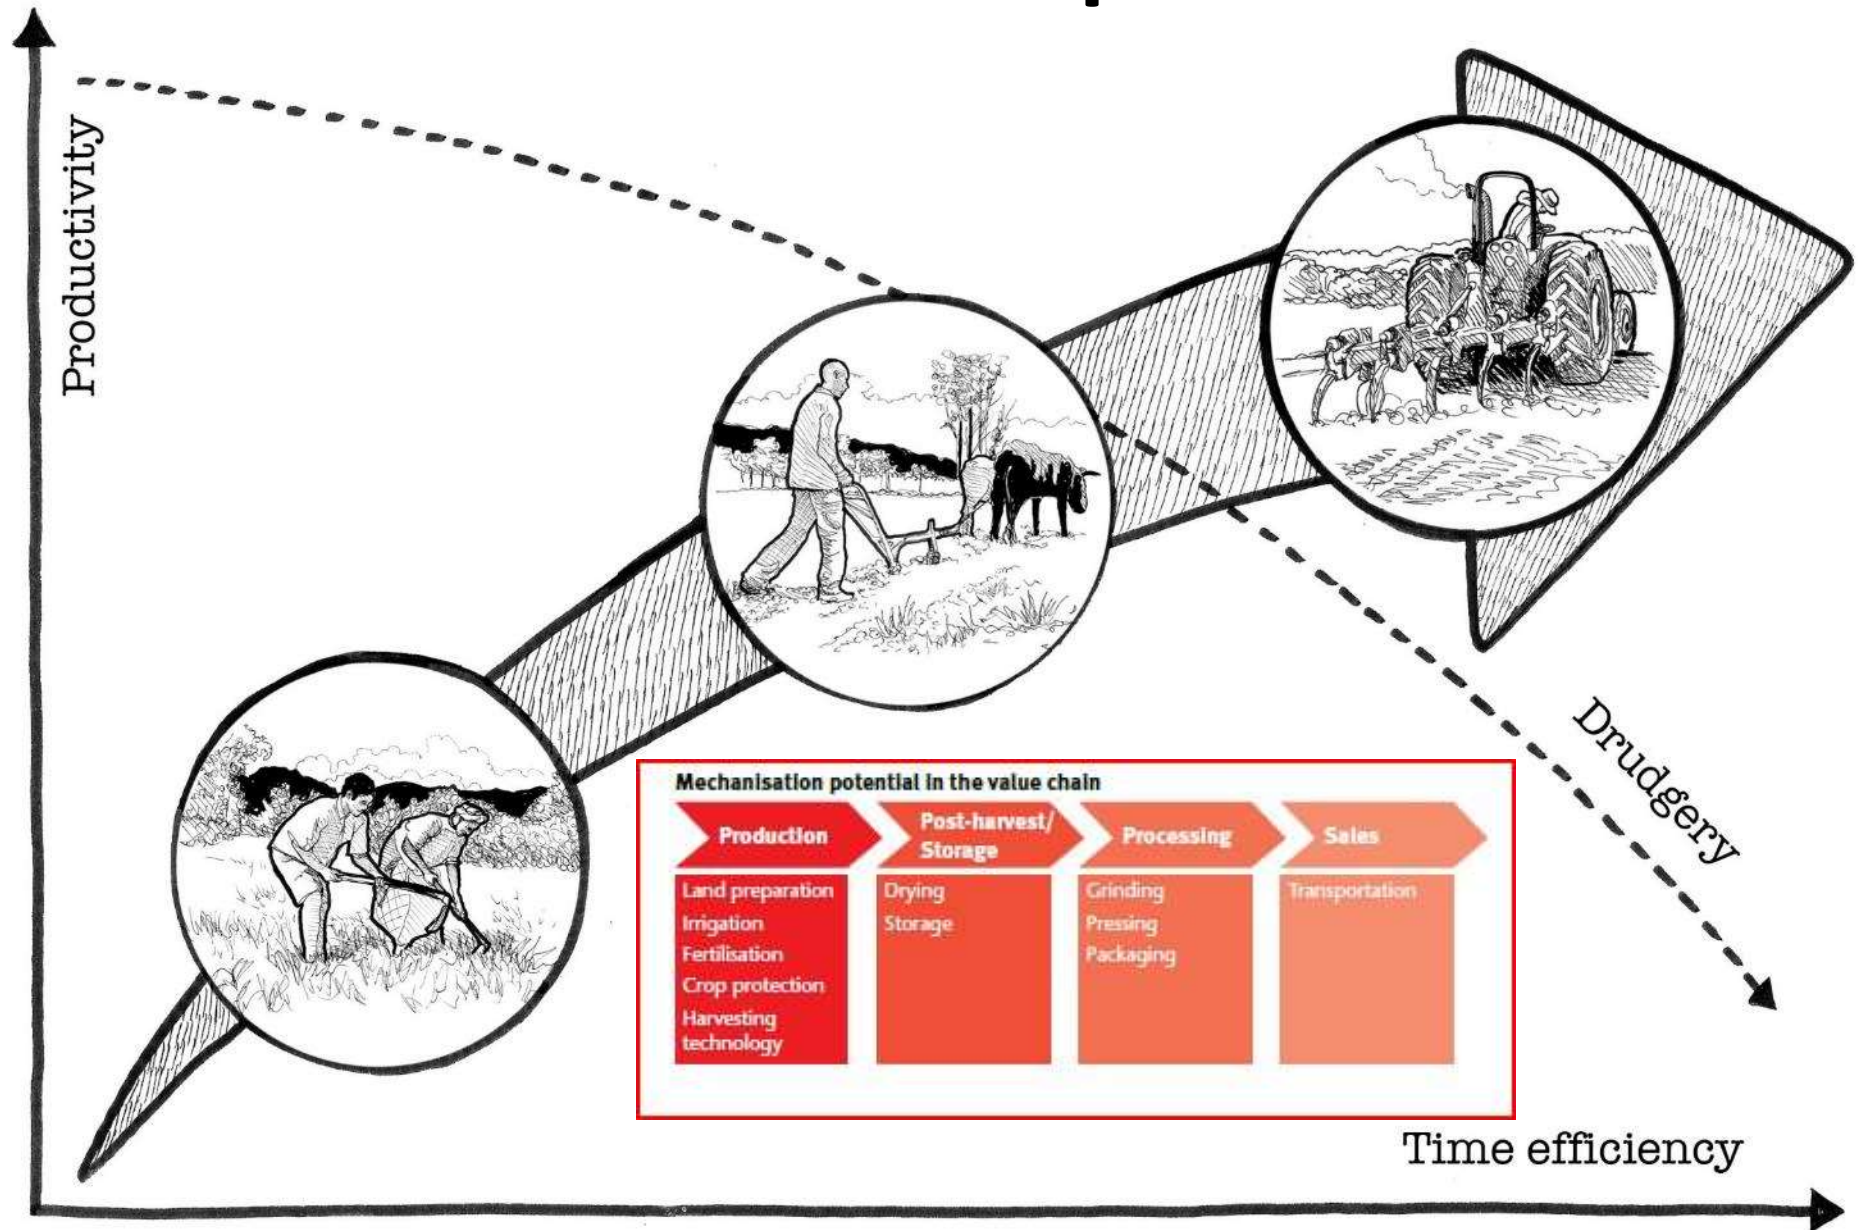 Productivity
Mechanisation potential in the value chain
Production
Post-harvest/
Storage
Processing
Sales
Land preparation
Irrigation
Fertilisation
Crop protection
Harvesting
technology
Drying
Storage
Grinding
Pressing
Packaging
Transportation
Drudgery
Time efficiency